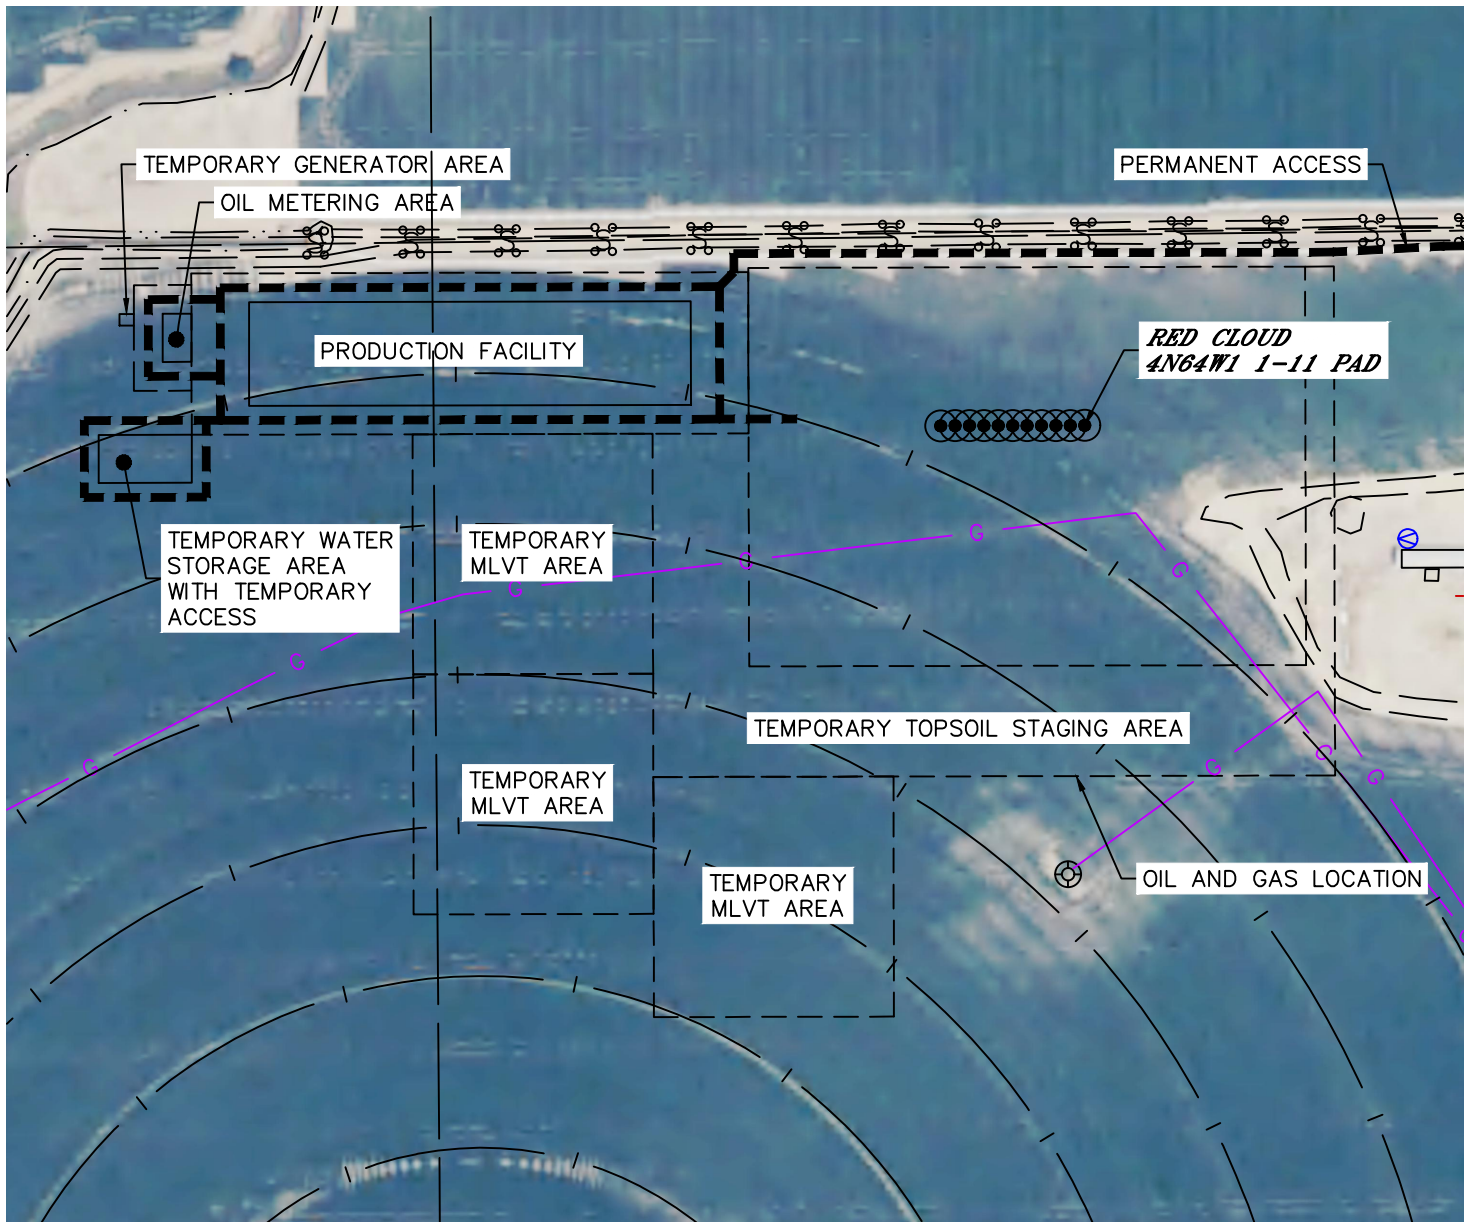 TEMPORARY GENERATOR AREA
PERMANENT ACCESS
OIL METERING AREA
RED CLOUD
4N64W1 1-11 PAD
PRODUCTION FACILITY
TEMPORARY WATER
STORAGE AREA
WITH TEMPORARY
ACCESS
TEMPORARY
MLVT AREA
G
G
G
G
G
G
TEMPORARY TOPSOIL STAGING AREA
G
G
G
TEMPORARY
MLVT AREA
TEMPORARY
MLVT AREA
OIL AND GAS LOCATION
G